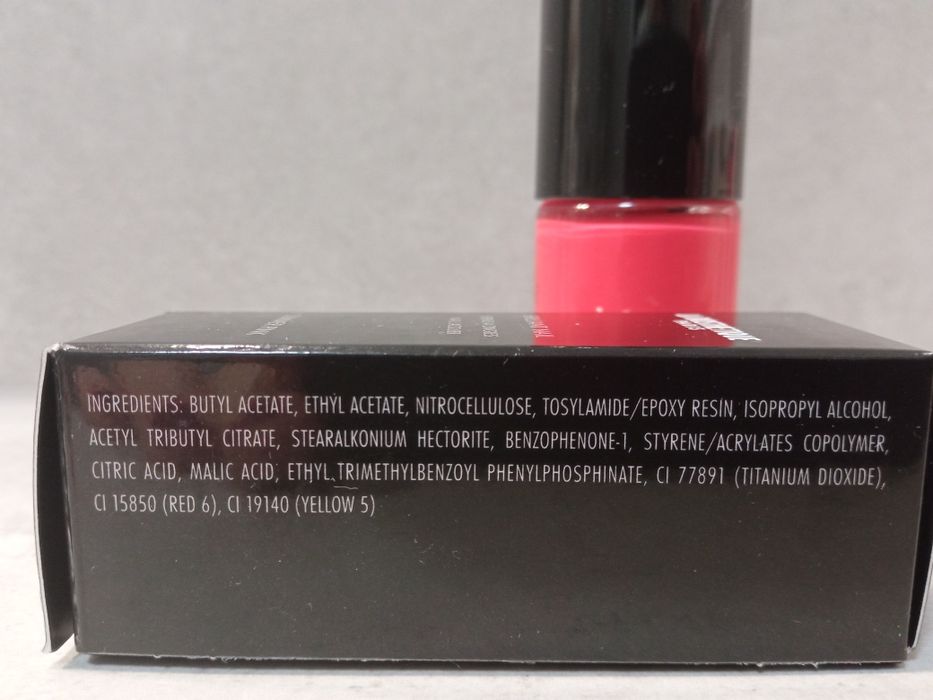 INGREDIENTS: BUTYL ACETATE, ETHYL ACETATE, NITROCELLULOSE, TOSYLAMIDE/EPOXY RESIN, ISOPROPYL ALCOHOL,
ACETYL TRIBUTYL CITRATE, STEARALKONIUM HECTORITE, BENZOPHENONE-1, STYRENE/ACRYLATES COPOLYMER,
CITRIC ACID, MALIC ACID, ETHYL TRIMETHYLBENZOYL PHENYLPHOSPHINATE, CI 77891 (TITANIUM DIOXIDE),
CI 15850 (RED 6), CI 19140 (YELLOW 5)